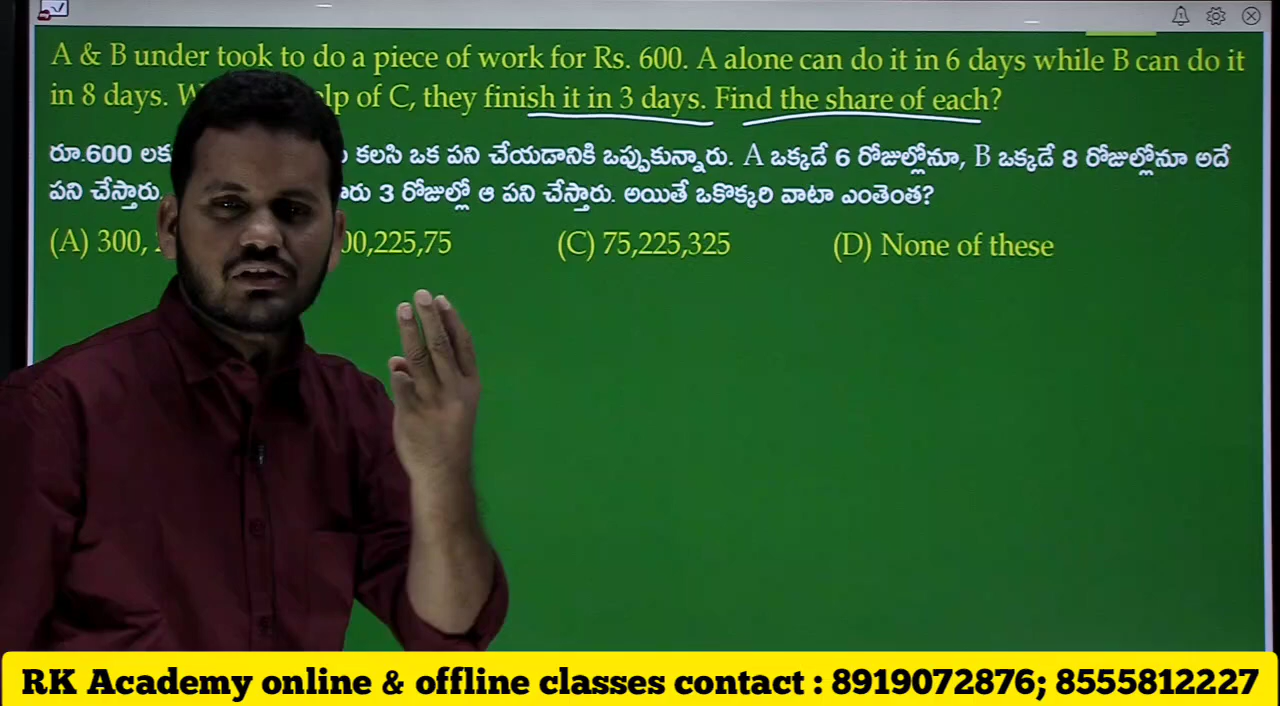 A & B under took to do a piece of work for Rs. 600. A alone can do it in 6 days while B can do it
in 8 days. of C, they finish it in 3 days. Find the share of each?
రూ.600 కలసి ఒక పని చేయడానికి ఒప్పుకున్నారు. A ఒక్కడే 6 రోజుల్లోనూ, B ఒక్కడే 8 రోజుల్లోనూ అదే
పని చేస్తారు. 3 రోజుల్లో ఆ పని చేస్తారు. అయితే ఒకొక్కరి వాటా ఎంతెంత?
(A) 300, 00,225,75 (C) 75,225,325 (D) None of these
RK Academy online & offline classes contact : 8919072876; 8555812227